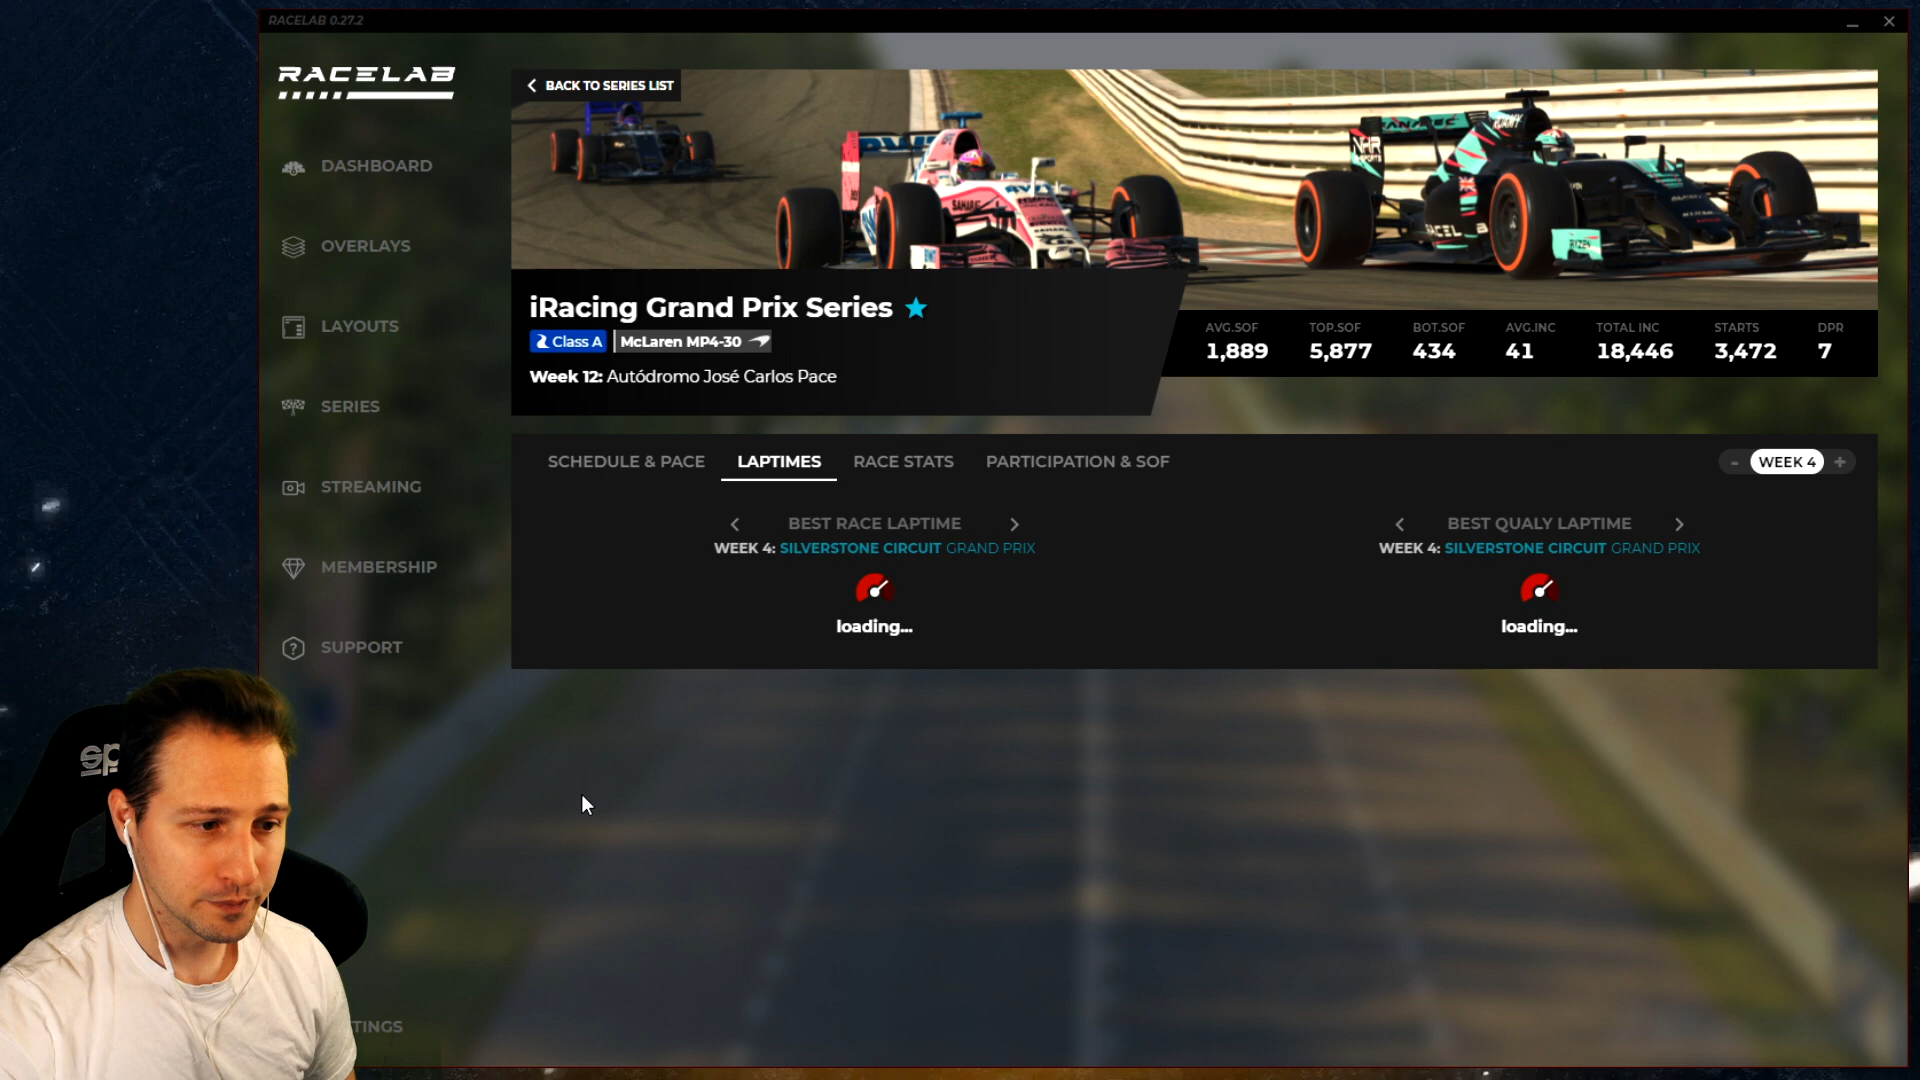 RACELAB 0.27.2
RACELAB
DASHBOARD
OVERLAYS
LAYOUTS
SERIES
STREAMING
MEMBERSHIP
SUPPORT
TINGS
BACK TO SERIES LIST
iRacing Grand Prix Series
Class A
McLaren MP4-30
Week 12: Autódromo José Carlos Pace
AVG.SOF TOP.SOF BOT.SOF AVG.INC TOTAL INC STARTS DPR
1,889 5,877 434 41 18,446 3,472 7
SCHEDULE & PACE LAPTIMES RACE STATS PARTICIPATION & SOF
- WEEK 4 +
BEST RACE LAPTIME
WEEK 4: SILVERSTONE CIRCUIT GRAND PRIX
loading...
BEST QUALY LAPTIME
WEEK 4: SILVERSTONE CIRCUIT GRAND PRIX
loading...
sp